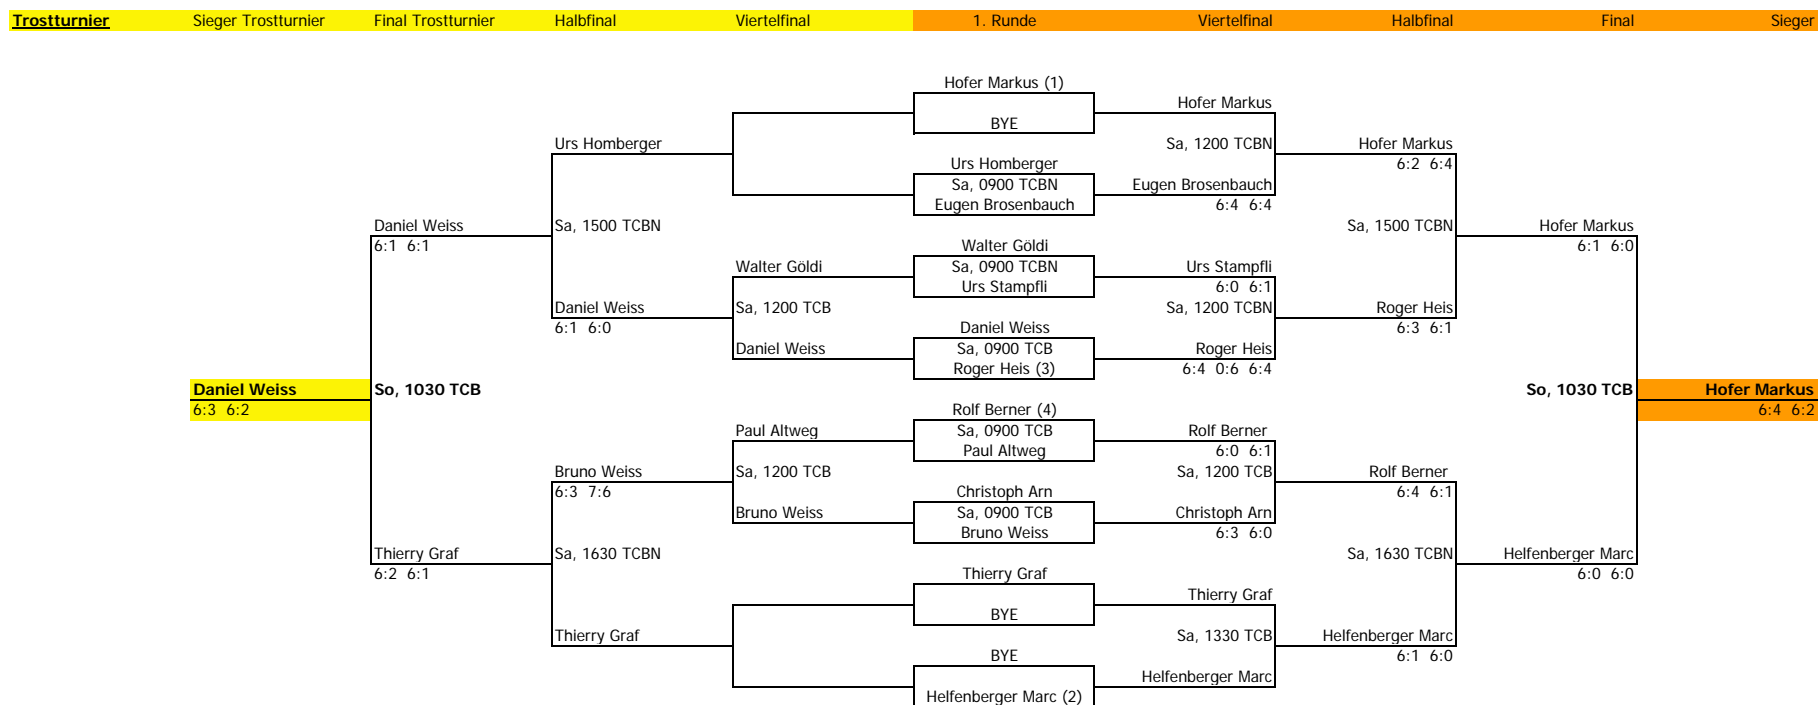 Trostturnier Sieger Trostturnier Final Trostturnier Halbfinal Viertelfinal 1. Runde Viertelfinal Halbfinal Final Sieger
Hofer Markus (1)
Hofer Markus
BYE
Urs Homberger Sa, 1200 TCBN Hofer Markus
Urs Homberger 6:2 6:4
Sa, 0900 TCBN Eugen Brosenbauch
Eugen Brosenbauch 6:4 6:4
Daniel Weiss Sa, 1500 TCBN Sa, 1500 TCBN Hofer Markus
6:1 6:1 Walter Göldi 6:1 6:0
Walter Göldi Sa, 0900 TCBN Urs Stampfli
Urs Stampfli 6:0 6:1
Daniel Weiss Sa, 1200 TCB Sa, 1200 TCBN Roger Heis
6:1 6:0 Daniel Weiss 6:3 6:1
Daniel Weiss Sa, 0900 TCB Roger Heis
Roger Heis (3) 6:4 0:6 6:4
Daniel Weiss So, 1030 TCB So, 1030 TCB Hofer Markus
6:3 6:2 Rolf Berner (4) 6:4 6:2
Paul Altweg Sa, 0900 TCB Rolf Berner
Paul Altweg 6:0 6:1
Bruno Weiss Sa, 1200 TCB Sa, 1200 TCB Rolf Berner
6:3 7:6 Christoph Arn 6:4 6:1
Bruno Weiss Sa, 0900 TCB Christoph Arn
Bruno Weiss 6:3 6:0
Thierry Graf Sa, 1630 TCBN Sa, 1630 TCBN Helfenberger Marc
6:2 6:1 Thierry Graf 6:0 6:0
Thierry Graf
BYE
Thierry Graf Sa, 1330 TCB Helfenberger Marc
BYE 6:1 6:0
Helfenberger Marc
Helfenberger Marc (2)